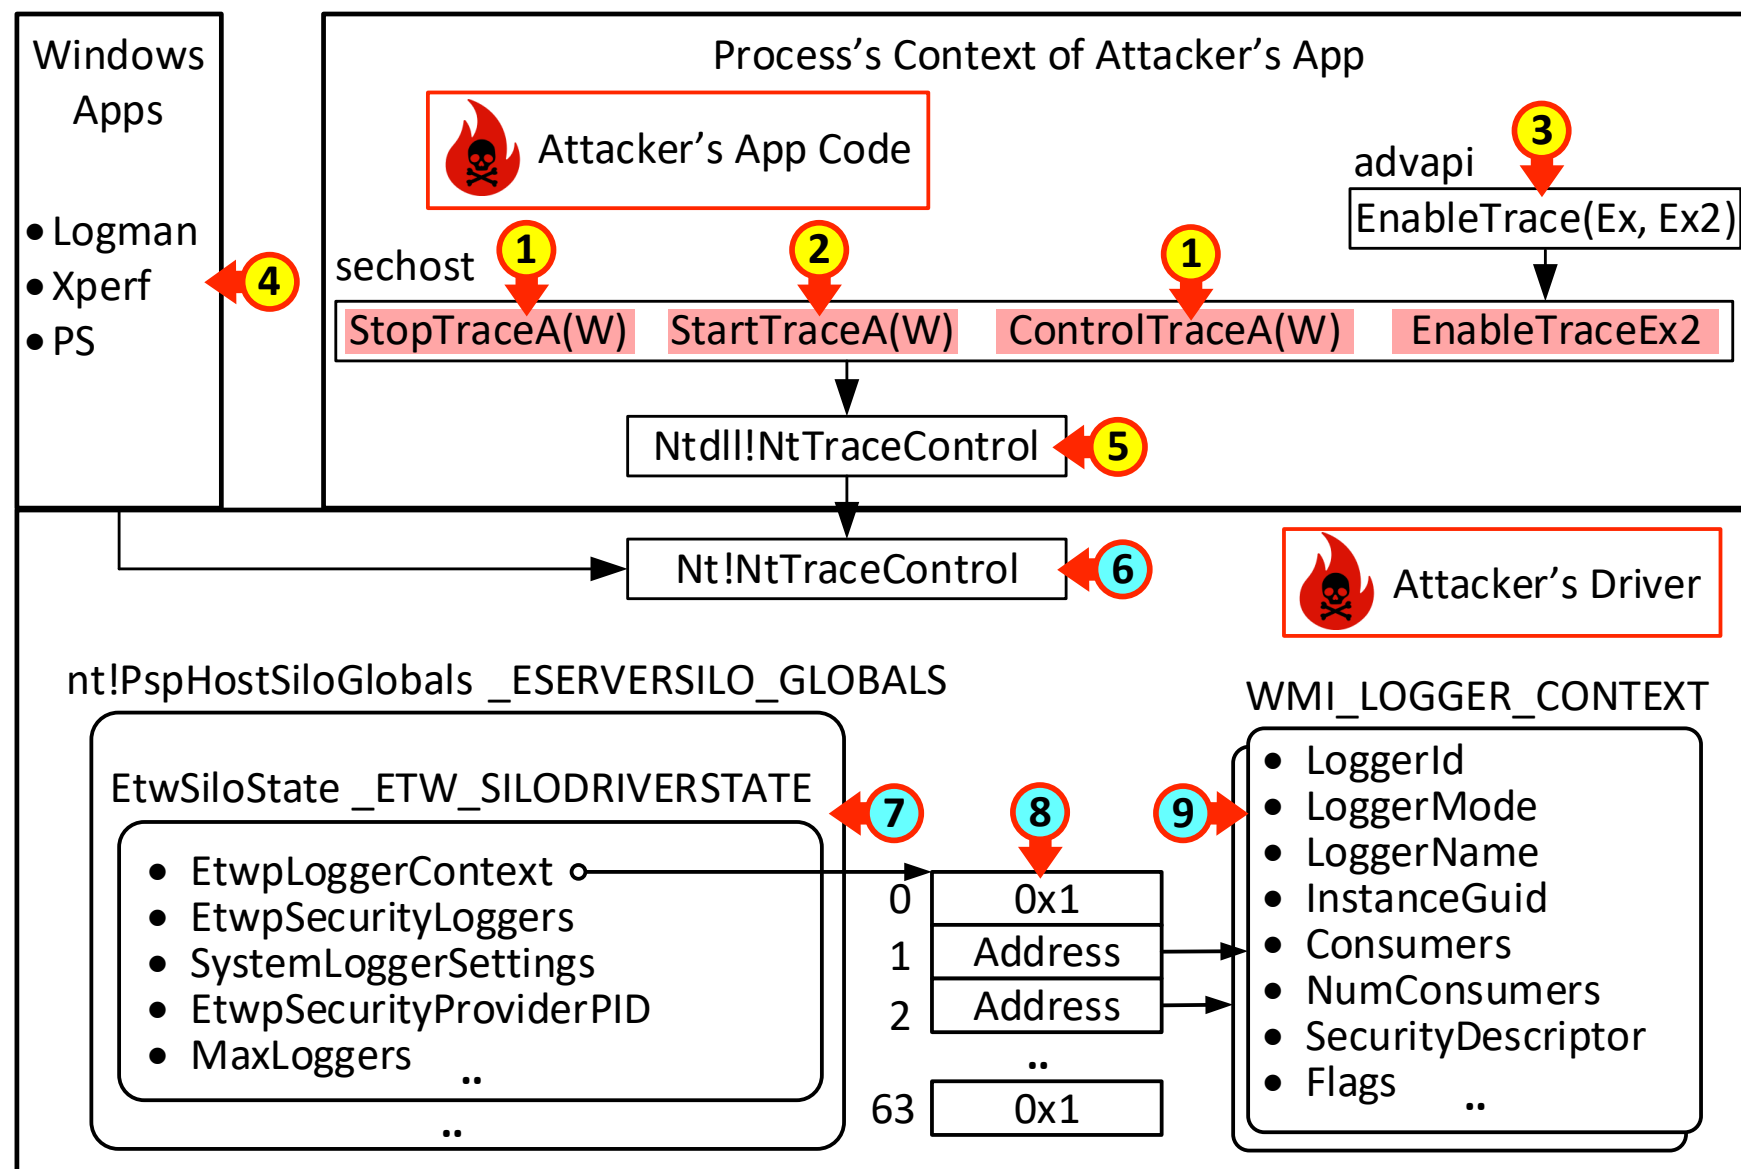 Windows
Apps
• Logman
• Xperf
• PS
4
Process’s Context of Attacker’s App
Attacker’s App Code
3
advapi
EnableTrace(Ex, Ex2)
1
2
1
sechost
StopTraceA(W)
StartTraceA(W)
ControlTraceA(W)
EnableTraceEx2
Ntdll!NtTraceControl
5
Nt!NtTraceControl
6
Attacker’s Driver
nt!PspHostSiloGlobals _ESERVERSILO_GLOBALS
EtwSiloState _ETW_SILODRIVERSTATE
7
• EtwpLoggerContext
• EtwpSecurityLoggers
• SystemLoggerSettings
• EtwpSecurityProviderPID
• MaxLoggers
..
..
8
0 0x1
1 Address
2 Address
..
63 0x1
9
WMI_LOGGER_CONTEXT
• LoggerId
• LoggerMode
• LoggerName
• InstanceGuid
• Consumers
• NumConsumers
• SecurityDescriptor
• Flags
..